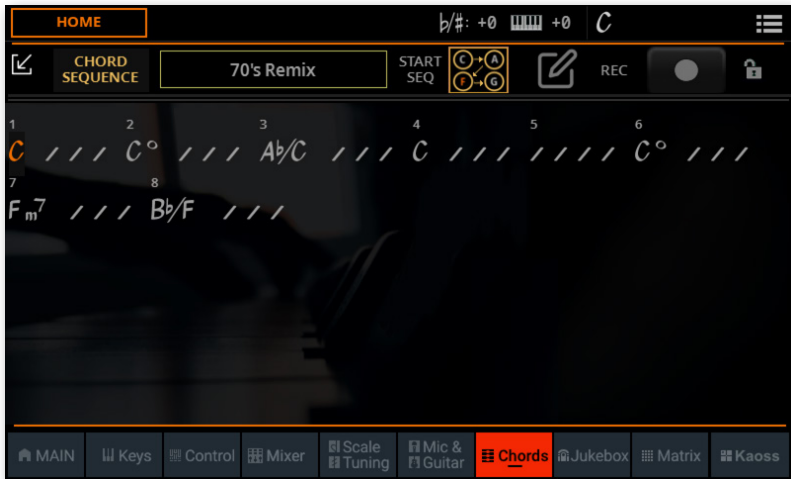 HOME ♭/♯: +0 +0 C
CHORD SEQUENCE 70's Remix START SEQ C A F G REC
1 2 3 4 5 6
C / / / C° / / / A♭/C / / / C / / / / / / / C° / / /
7 8
Fm7 / / / B♭/F / / /
MAIN Keys Control Mixer Scale Tuning Mic & Guitar Chords Jukebox Matrix Kaoss